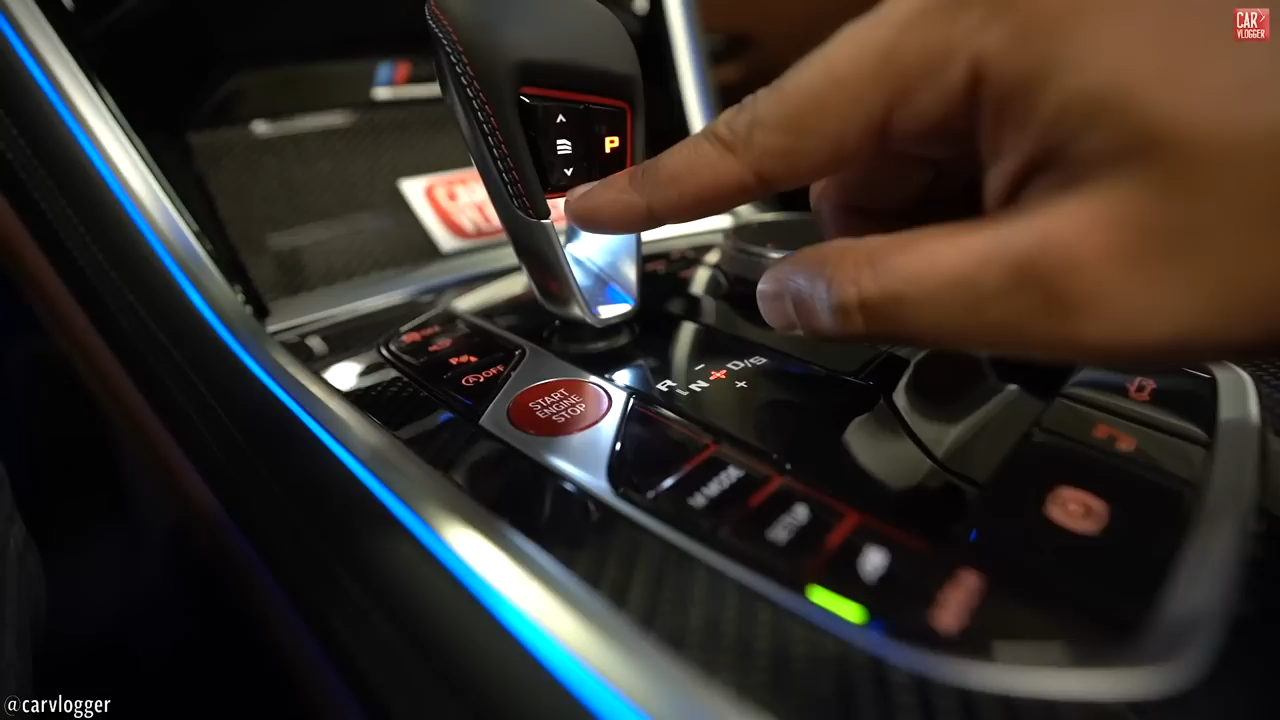 CAR
VLOGGER
P
P
OFF
START
ENGINE
STOP
R
N
D/S
M MODE
SETUP
@carvlogger